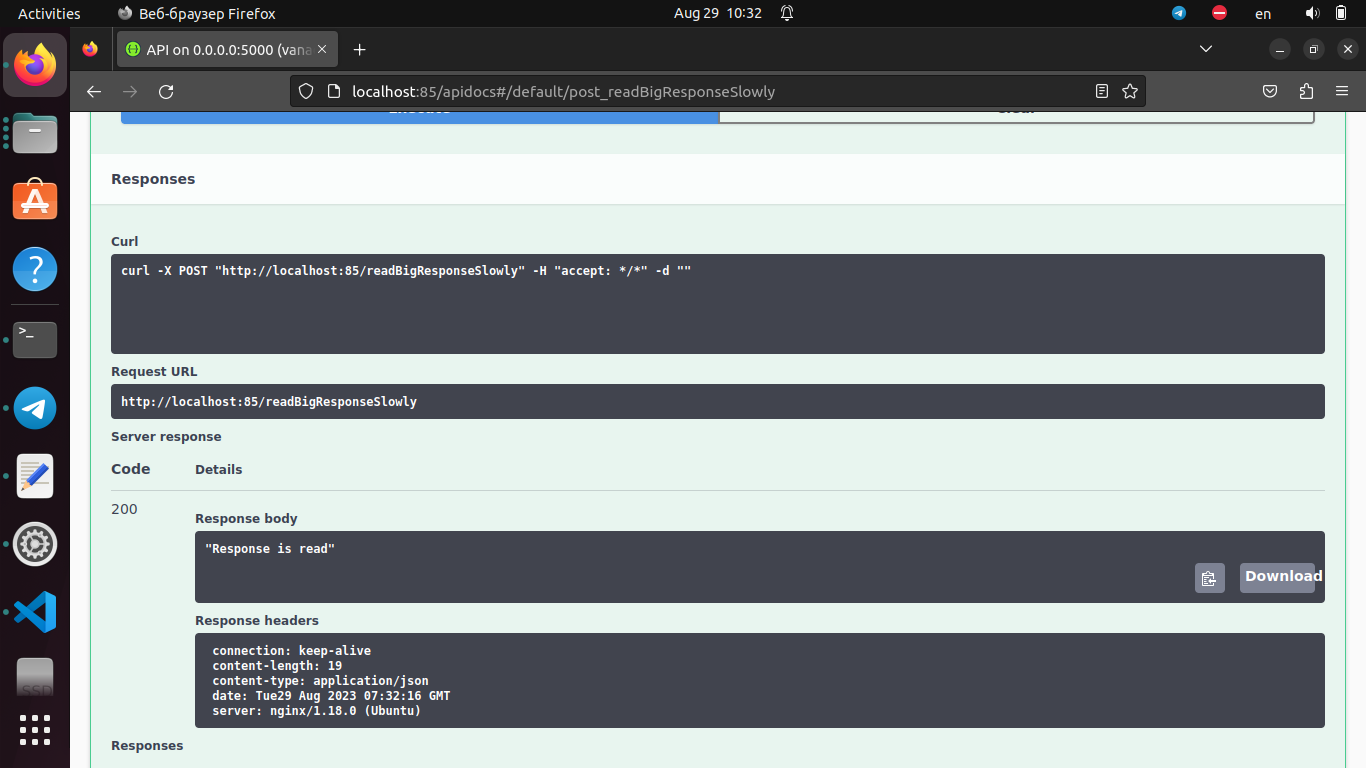 Activities
Веб-браузер Firefox
Aug 29 10:32
en
API on 0.0.0.0:5000 (vana
localhost:85/apidocs#/default/post_readBigResponseSlowly
Execute
Clear
Responses
Curl
curl -X POST "http://localhost:85/readBigResponseSlowly" -H "accept: */*" -d ""
Request URL
http://localhost:85/readBigResponseSlowly
Server response
Code
Details
200
Response body
"Response is read"
Download
Response headers
connection: keep-alive
content-length: 19
content-type: application/json
date: Tue29 Aug 2023 07:32:16 GMT
server: nginx/1.18.0 (Ubuntu)
Responses
SSD